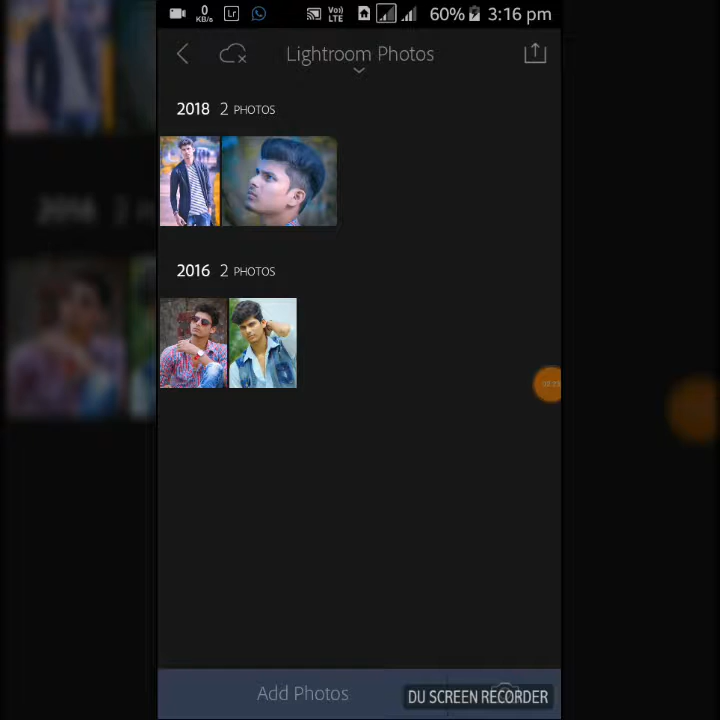 0 KB/s Lr Vo)) LTE 60% 3:16 pm
Lightroom Photos
2018 2 PHOTOS
2016 2 PHOTOS
Add Photos
DU SCREEN RECORDER